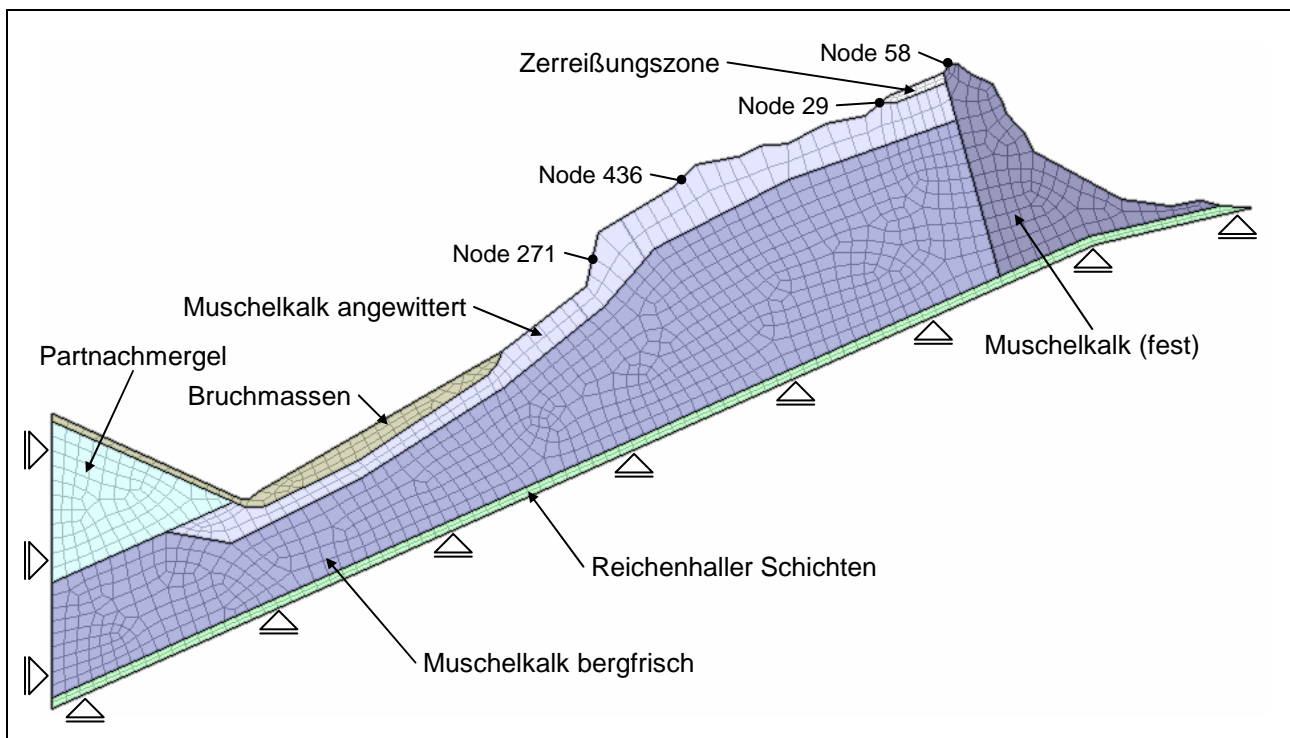 Node 58
Zerreißungszone
Node 29
Node 436
Node 271
Muschelkalk angewittert
Partnachmergel
Muschelkalk (fest)
Bruchmassen
Reichenhaller Schichten
Muschelkalk bergfrisch